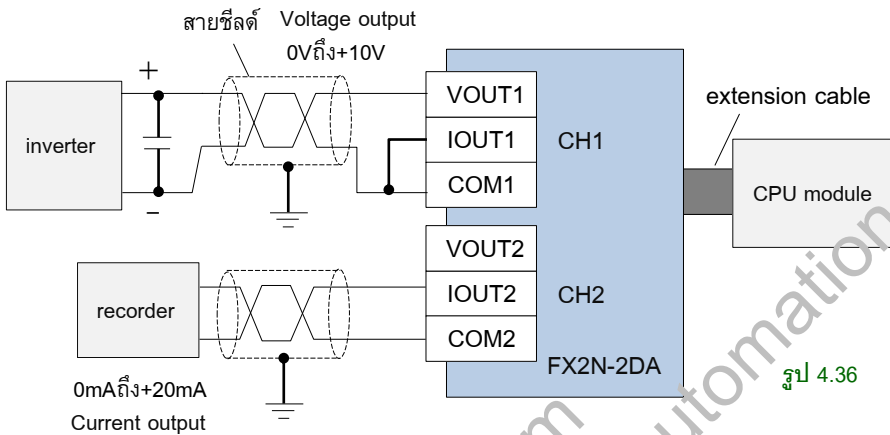 สายชีลด์
Voltage output
0Vถึง+10V
+
inverter
-
VOUT1
IOUT1
COM1
CH1
extension cable
CPU module
VOUT2
IOUT2
COM2
CH2
FX2N-2DA
recorder
0mAถึง+20mA
Current output
รูป 4.36
utomation